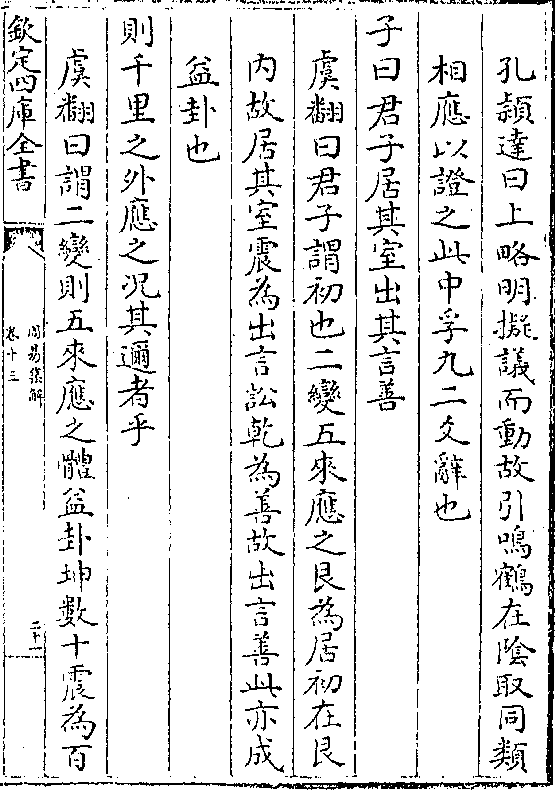 孔頴達曰上略明擬議而動故引鳴鶴在隂取同類
相應以證之此中孚九二爻辭也
子曰君子居其室出其言善
虞翻曰君子謂初也二變五來應之艮為居初在艮
内故居其室震為出言訟乾為善故出言善此亦成
益卦也
則千里之外應之況其邇者乎
虞翻曰謂二變則五來應之體益卦坤數十震為百
欽定四庫全書
周易集解
卷十三
二十一